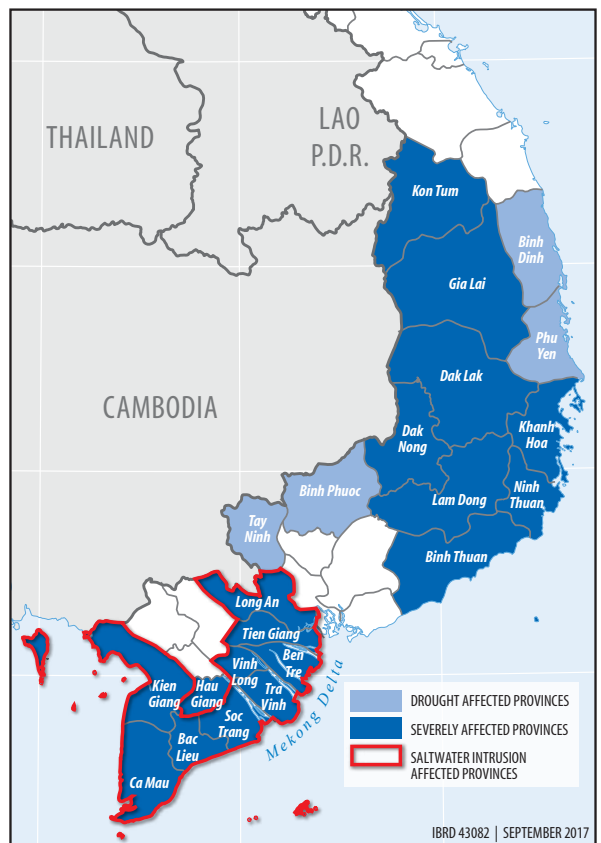 THAILAND
LAO
P.D.R.
Kon Tum
Binh
Dinh
Gia Lai
Phu
Yen
Dak Lak
CAMBODIA
Dak
Nong
Khanh
Hoa
Binh Phuoc
Ninh
Thuan
Lam Dong
Tay
Ninh
Binh Thuan
Long An
Tien Giang
Ben
Tre
Vinh
Long
Kien
Giang
Hau
Giang
Tra
Vinh
Soc
Trang
Bac
Lieu
Ca Mau
Mekong Delta
DROUGHT AFFECTED PROVINCES
SEVERELY AFFECTED PROVINCES
SALTWATER INTRUSION
AFFECTED PROVINCES
IBRD 43082 | SEPTEMBER 2017